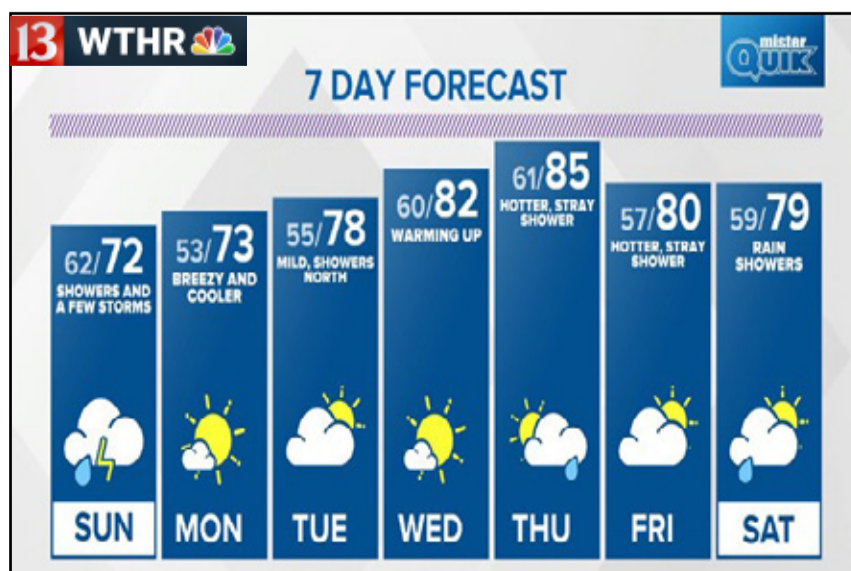 13 WTHR
mister
QUIK
7 DAY FORECAST
62/72
SHOWERS AND
A FEW STORMS
SUN
53/73
BREEZY AND
COOLER
MON
55/78
MILD, SHOWERS
NORTH
TUE
60/82
WARMING UP
WED
61/85
HOTTER, STRAY
SHOWER
THU
57/80
HOTTER, STRAY
SHOWER
FRI
59/79
RAIN
SHOWERS
SAT